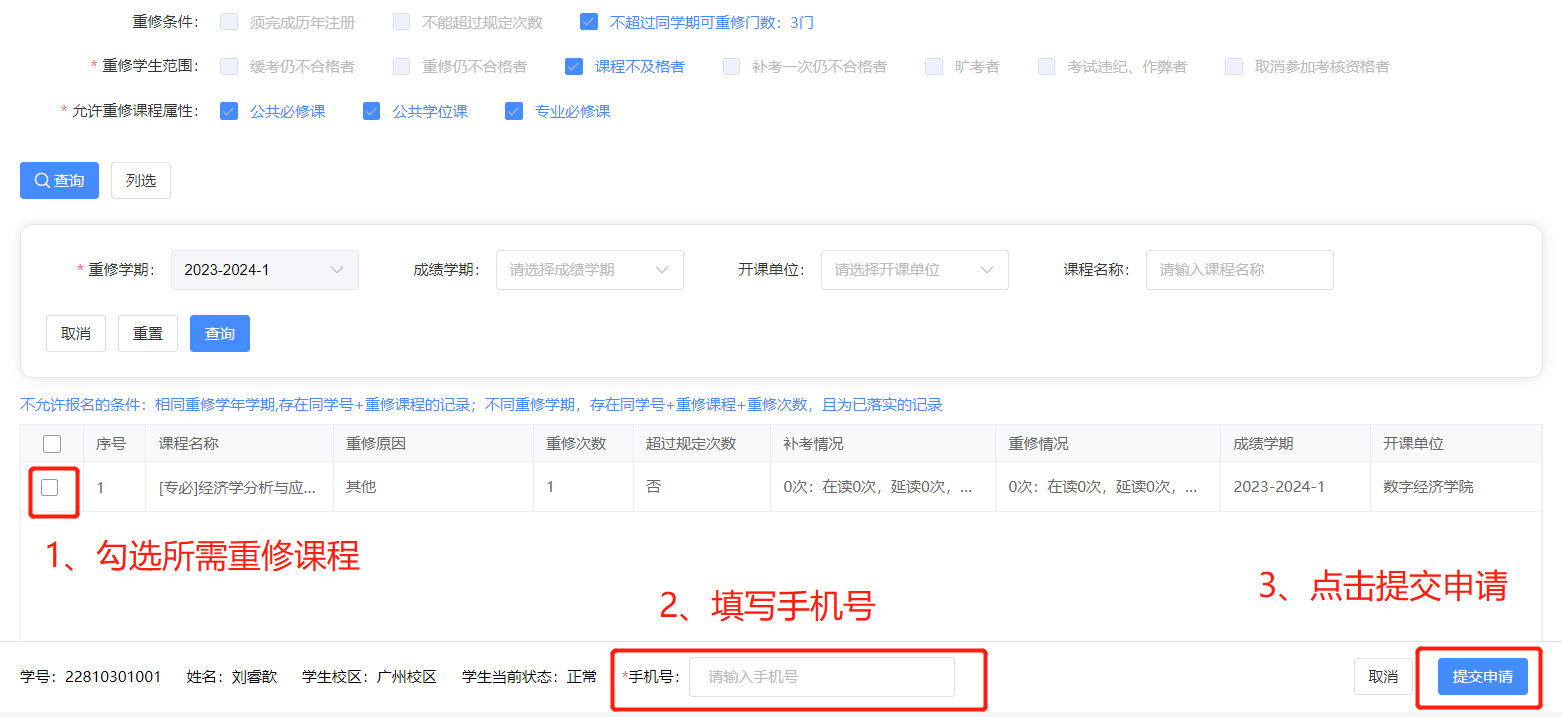 重修条件： 须完成历年注册 不能超过规定次数 不超过同学期可重修门数：3门
* 重修学生范围： 缓考仍不合格者 重修仍不合格者 课程不及格者 补考一次仍不合格者 旷考者 考试违纪、作弊者 取消参加考核资格者
* 允许重修课程属性： 公共必修课 公共学位课 专业必修课
查询 列选
* 重修学期： 2023-2024-1 成绩学期： 请选择成绩学期 开课单位： 请选择开课单位 课程名称： 请输入课程名称
取消 重置 查询
不允许报名的条件：相同重修学年学期,存在同学号+重修课程的记录；不同重修学期，存在同学号+重修课程+重修次数，且为已落实的记录
序号 课程名称 重修原因 重修次数 超过规定次数 补考情况 重修情况 成绩学期 开课单位
1 [专必]经济学分析与应... 其他 1 否 0次：在读0次，延读0次，... 0次：在读0次，延读0次，... 2023-2024-1 数字经济学院
1、勾选所需重修课程
2、填写手机号
3、点击提交申请
学号：22810301001 姓名：刘睿歆 学生校区：广州校区 学生当前状态：正常 *手机号： 请输入手机号 取消 提交申请